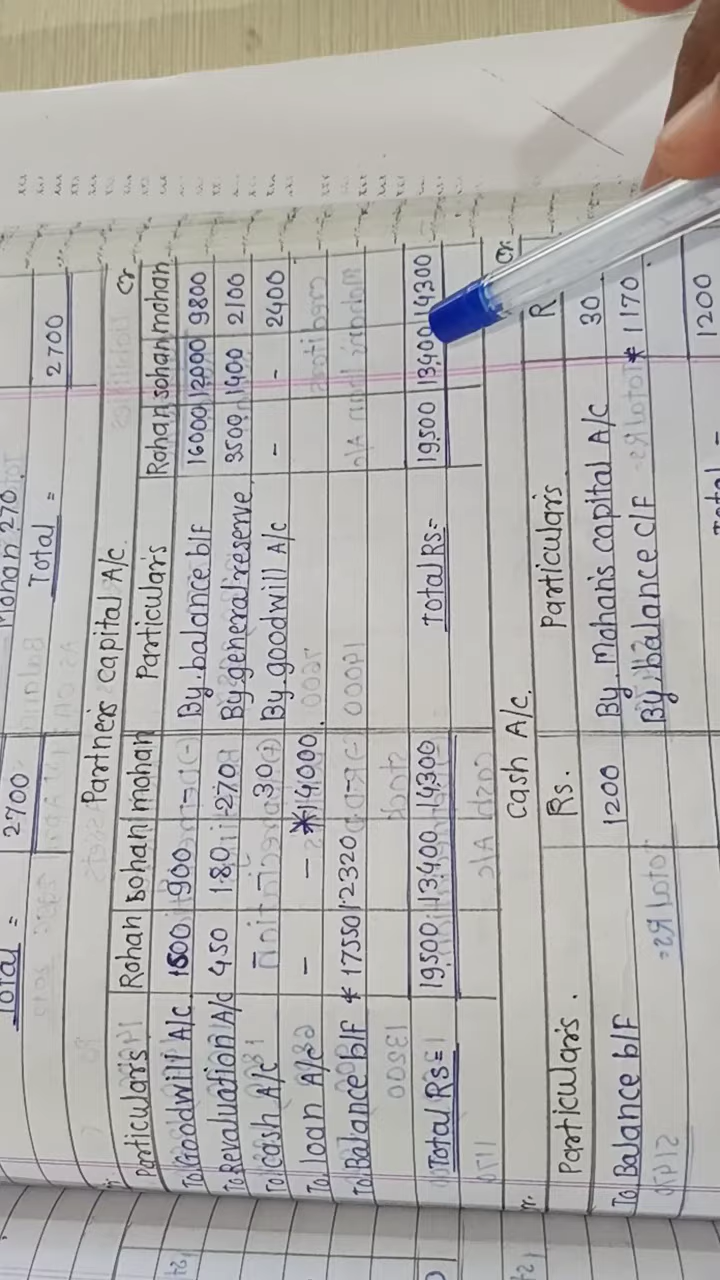 2700 Mohan 270
Total = Total = 2700
Partner's capital A/c. Cr
Particulars Rohan sohan mohan Particulars Rohan sohan mohan
To Goodwill A/c 1500 900 - By balance b/F 16000 12000 9800
To Revaluation A/c 450 180 270 By general reserve 3500 1400 2100
To cash A/c - - 30 By goodwill A/c - - 2400
To loan A/c - - *14000
To Balance b/F * 17550 12320
Total Rs= 19500 13400 14300 Total Rs= 19500 13400 14300
Cash A/c. Cr
Particulars. Rs. Particulars R
To Balance b/F 1200 By Mohan's capital A/C 30
By balance c/F * 1170
1200